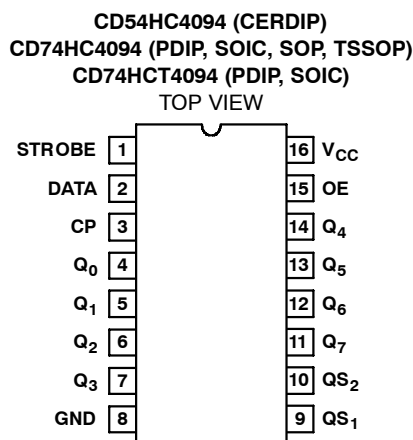 CD54HC4094 (CERDIP)
CD74HC4094 (PDIP, SOIC, SOP, TSSOP)
CD74HCT4094 (PDIP, SOIC)
TOP VIEW
STROBE 1 16 VCC
DATA 2 15 OE
CP 3 14 Q4
Q0 4 13 Q5
Q1 5 12 Q6
Q2 6 11 Q7
Q3 7 10 QS2
GND 8 9 QS1